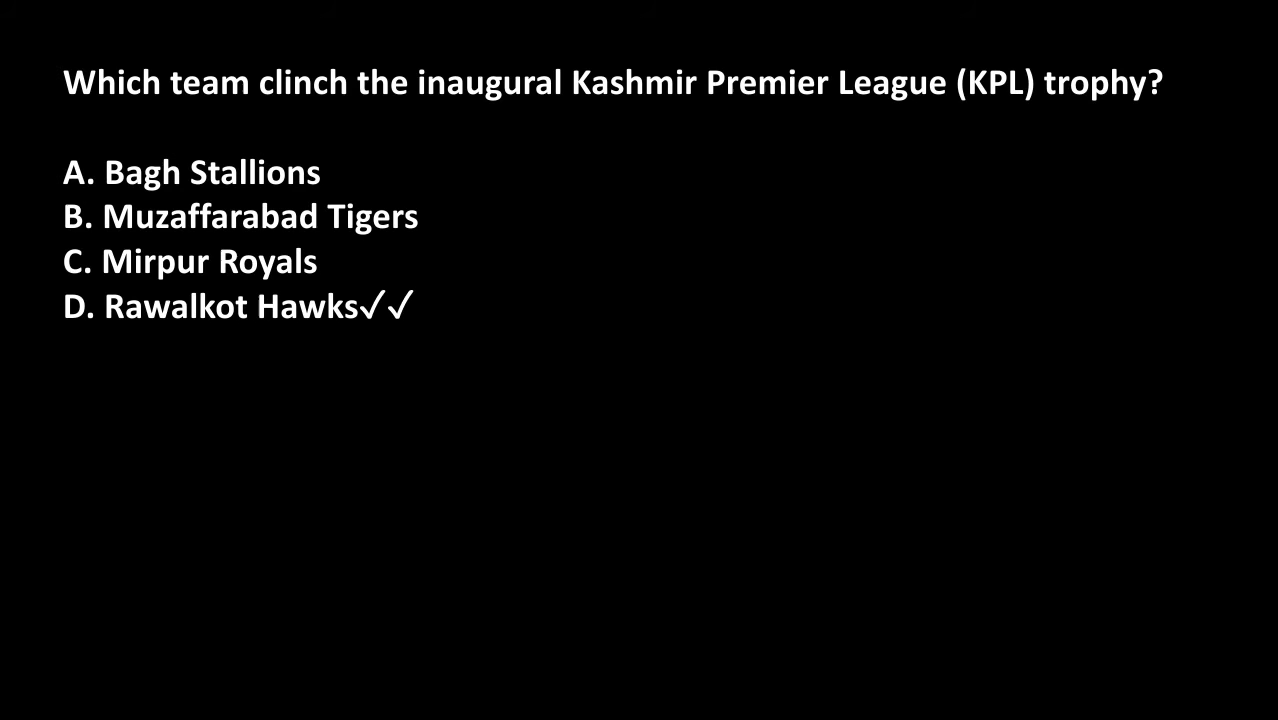 Which team clinch the inaugural Kashmir Premier League (KPL) trophy?
A. Bagh Stallions
B. Muzaffarabad Tigers
C. Mirpur Royals
D. Rawalkot Hawks✓✓